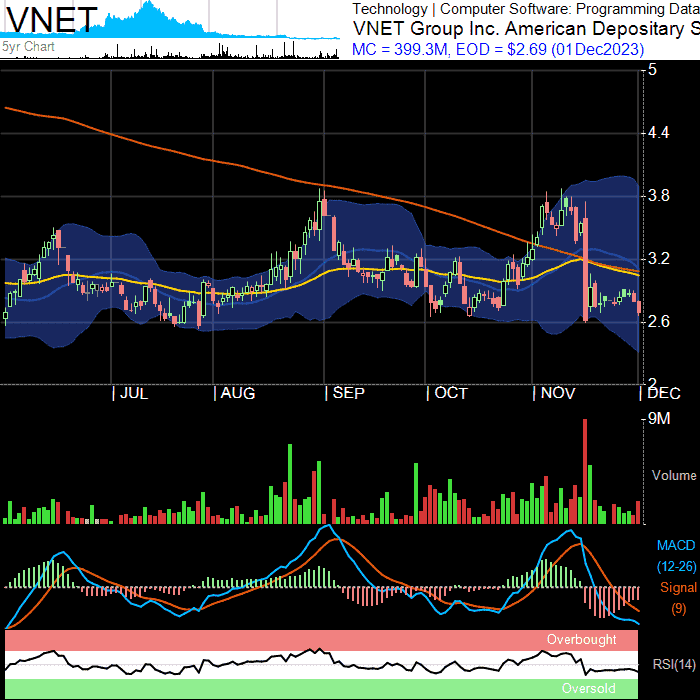 VNET
5yr Chart
Technology | Computer Software: Programming Data
VNET Group Inc. American Depositary S
MC = 399.3M, EOD = $2.69 (01Dec2023)
5
4.4
3.8
3.2
2.6
2
JUL
AUG
SEP
OCT
NOV
DEC
9M
Volume
MACD
(12-26)
Signal
(9)
Overbought
RSI(14)
Oversold